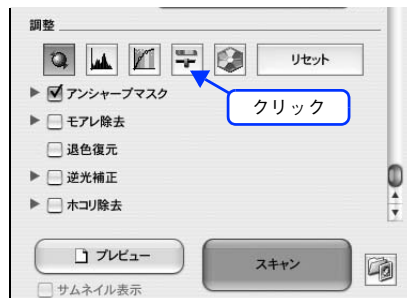 調整
リセット
アンシャープマスク
クリック
モアレ除去
退色復元
逆光補正
ホコリ除去
プレビュー
スキャン
サムネイル表示